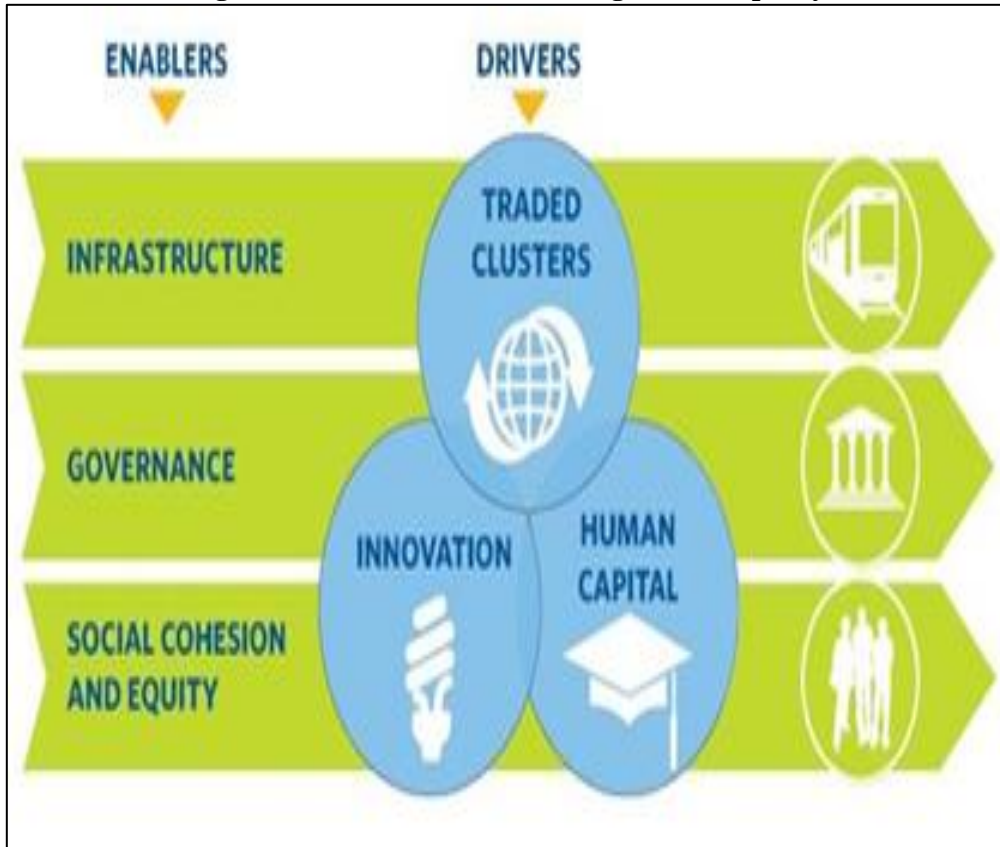 ENABLERS
DRIVERS
INFRASTRUCTURE
TRADED
CLUSTERS
GOVERNANCE
INNOVATION
HUMAN
CAPITAL
SOCIAL COHESION
AND EQUITY